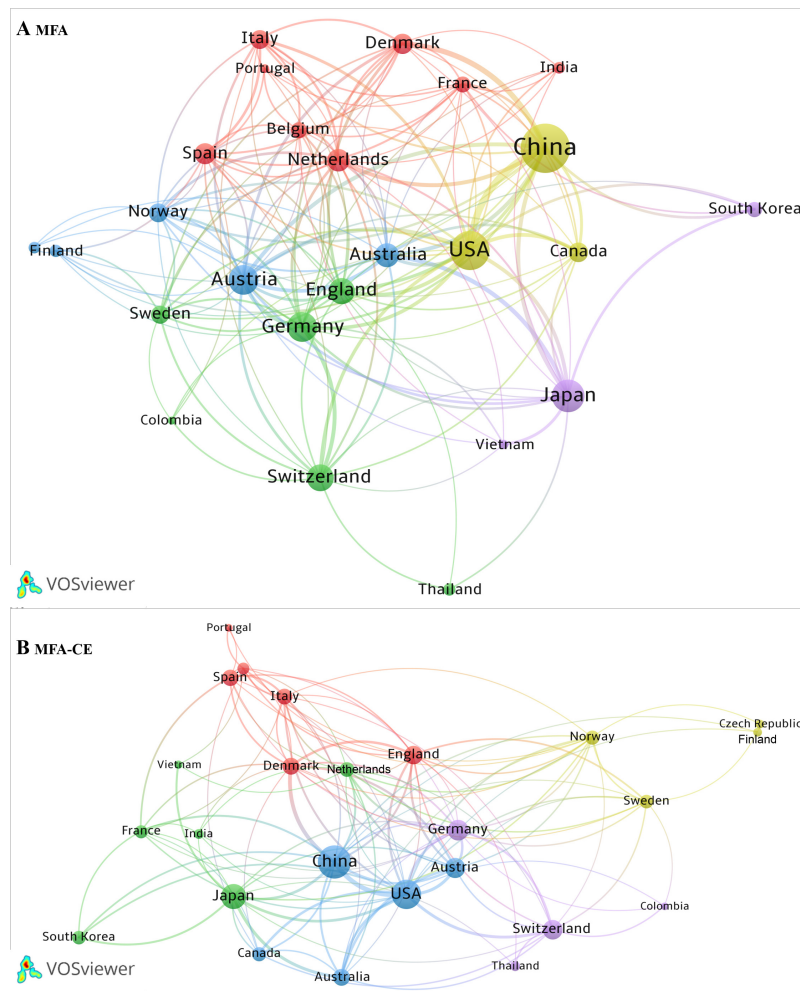 A MFA
Italy
Denmark
Portugal
France
India
Belgium
China
Spain
Netherlands
Norway
South Korea
Finland
Australia
USA
Canada
Austria
England
Sweden
Germany
Japan
Colombia
Vietnam
Switzerland
Thailand
VOSviewer
B MFA-CE
Portugal
Spain
Italy
Czech Republic
Norway
Finland
England
Vietnam
Denmark
Netherlands
Sweden
France
India
Germany
China
Austria
Japan
USA
Colombia
South Korea
Switzerland
Canada
Thailand
VOSviewer
Australia